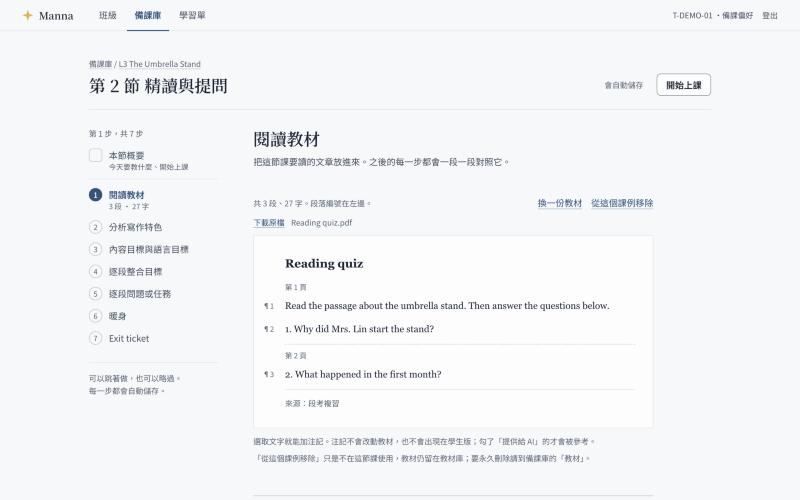 Manna
班級
備課庫
學習單
T-DEMO-01 ・備課偏好
登出
備課庫 / L3 The Umbrella Stand
第 2 節 精讀與提問
會自動儲存
開始上課
第 1 步，共 7 步
本節概要
今天要教什麼、開始上課
1 閱讀教材
3 段 ・ 27 字
2 分析寫作特色
3 內容目標與語言目標
4 逐段整合目標
5 逐段問題或任務
6 暖身
7 Exit ticket
可以跳著做，也可以略過。
每一步都會自動儲存。
閱讀教材
把這節課要讀的文章放進來。之後的每一步都會一段一段對照它。
共 3 段、27 字。段落編號在左邊。
換一份教材
從這個課例移除
下載原檔 Reading quiz.pdf
Reading quiz
第 1 頁
¶ 1 Read the passage about the umbrella stand. Then answer the questions below.
¶ 2 1. Why did Mrs. Lin start the stand?
第 2 頁
¶ 3 2. What happened in the first month?
來源：段考複習
選取文字就能加注記。注記不會改動教材，也不會出現在學生版；勾了「提供給 AI」的才會被參考。
「從這個課例移除」只是不在這節課使用，教材仍留在教材庫；要永久刪除請到備課庫的「教材」。